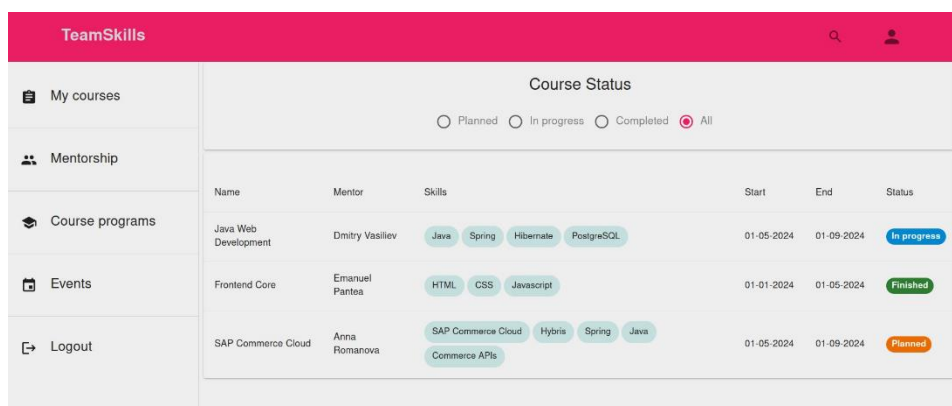 TeamSkills
My courses
Mentorship
Course programs
Events
Logout
Course Status
Planned In progress Completed All
Name Mentor Skills Start End Status
Java Web
Development
Dmitry Vasiliev Java Spring Hibernate PostgreSQL 01-05-2024 01-09-2024 In progress
Frontend Core
Emanuel
Pantea
HTML CSS Javascript 01-01-2024 01-05-2024 Finished
SAP Commerce Cloud
Anna
Romanova
SAP Commerce Cloud Hybris Spring Java
Commerce APIs
01-05-2024 01-09-2024 Planned